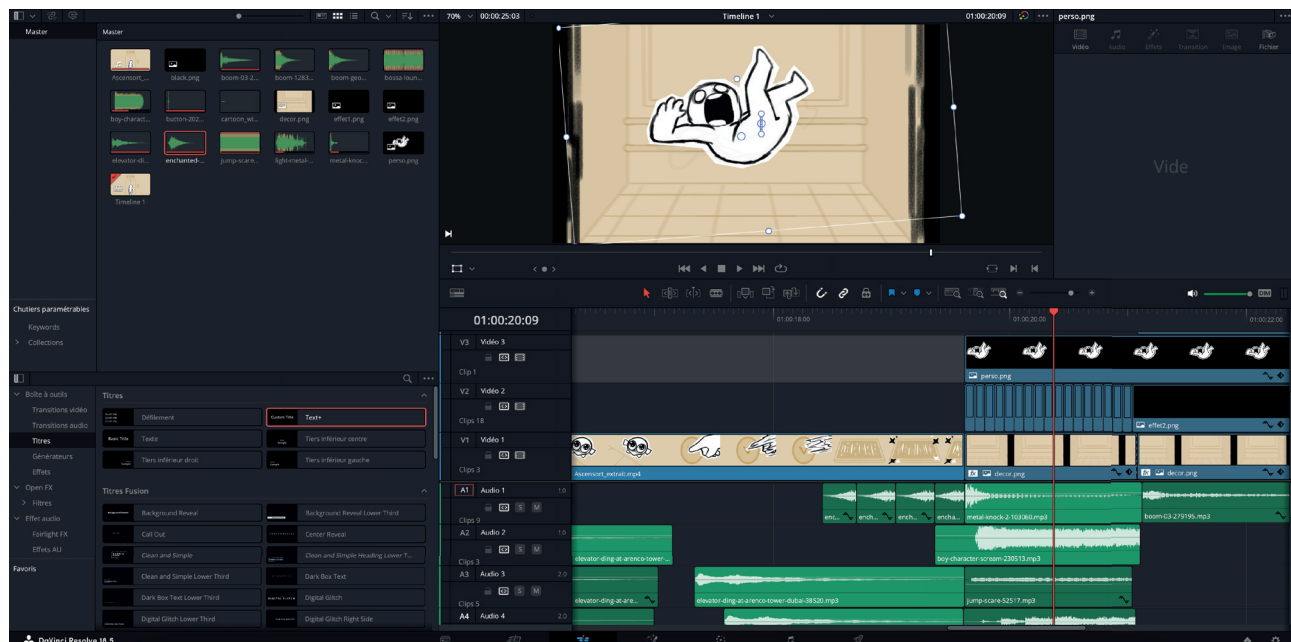 70% 00:00:25:03 Timeline 1 01:00:20:09 perso.png
Master Master
Vidéo Audio Effets Transition Image Fichier
Ascensort_... black.png boom-03-2... boom-1283... boom-geo... bossa-loun...
boy-charact... button-202... cartoon_wi... decor.png effet1.png effet2.png
elevator-di... enchanted-... jump-scare... light-metal-... metal-knoc... perso.png
Timeline 1
Vide
Chutiers paramétrables
Keywords
Collections
DIM
01:00:20:09 01:00:18:00 01:00:20:00 01:00:22:00
V3 Vidéo 3
Clip 1
perso.png
V2 Vidéo 2
Clips 18
effet2.png
V1 Vidéo 1
Clips 3
Ascensort_extrait.mp4 decor.png decor.png
A1 Audio 1 1.0
S M
Clips 9
enc... ench... ench... encha... metal-knock-2-103060.mp3 boom-03-279195.mp3
A2 Audio 2 1.0
S M
Clips 3
elevator-ding-at-arenco-tower-... boy-character-scream-230513.mp3
A3 Audio 3 2.0
S M
Clips 5
elevator-ding-at-are... elevator-ding-at-arenco-tower-dubai-38520.mp3 jump-scare-52517.mp3
A4 Audio 4 2.0
Boîte à outils
Transitions vidéo
Transitions audio
Titres
Générateurs
Effets
Open FX
Filtres
Effet audio
Fairlight FX
Effets AU
Favoris
Titres
Défilement Custom Title Text+
Basic Title Texte Tiers inférieur centre
Tiers inférieur droit Tiers inférieur gauche
Titres Fusion
Background Reveal Background Reveal Lower Third
Call Out Center Reveal
Clean and Simple Clean and Simple Heading Lower T...
Clean and Simple Lower Third Dark Box Text
Dark Box Text Lower Third Digital Glitch
Digital Glitch Lower Third Digital Glitch Right Side
DaVinci Resolve 18.5